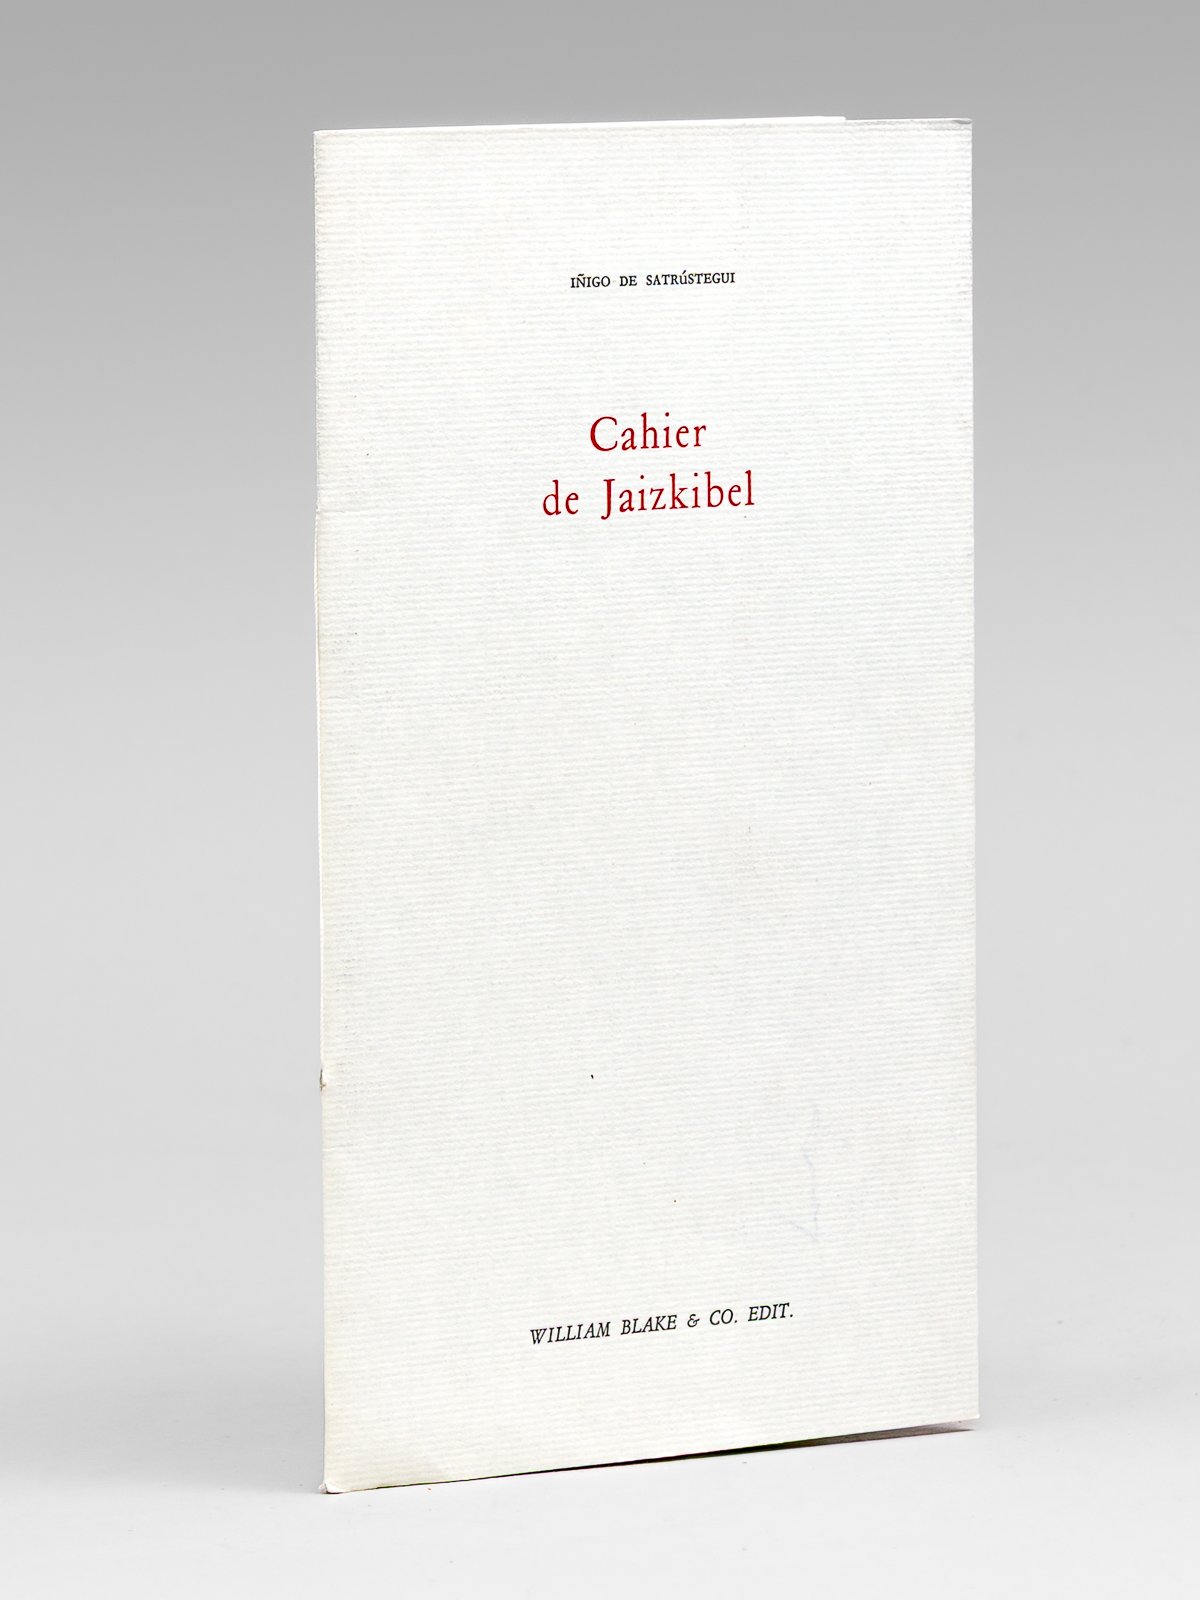 IÑIGO DE SATRúSTEGUI
Cahier
de Jaizkibel
WILLIAM BLAKE & CO. EDIT.